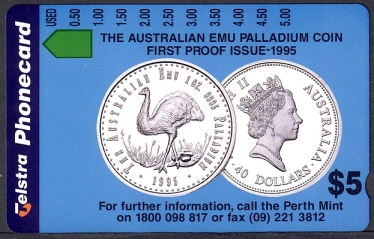 USED
0.50
1.00
1.50
2.00
2.50
3.00
3.50
4.00
4.50
5.00
THE AUSTRALIAN EMU PALLADIUM COIN
FIRST PROOF ISSUE-1995
Telstra Phonecard
THE AUSTRALIAN EMU 1 OZ. 9995 PALLADIUM
1995
II
AUSTRALIA
40 DOLLARS
$5
For further information, call the Perth Mint
on 1800 098 817 or fax (09) 221 3812